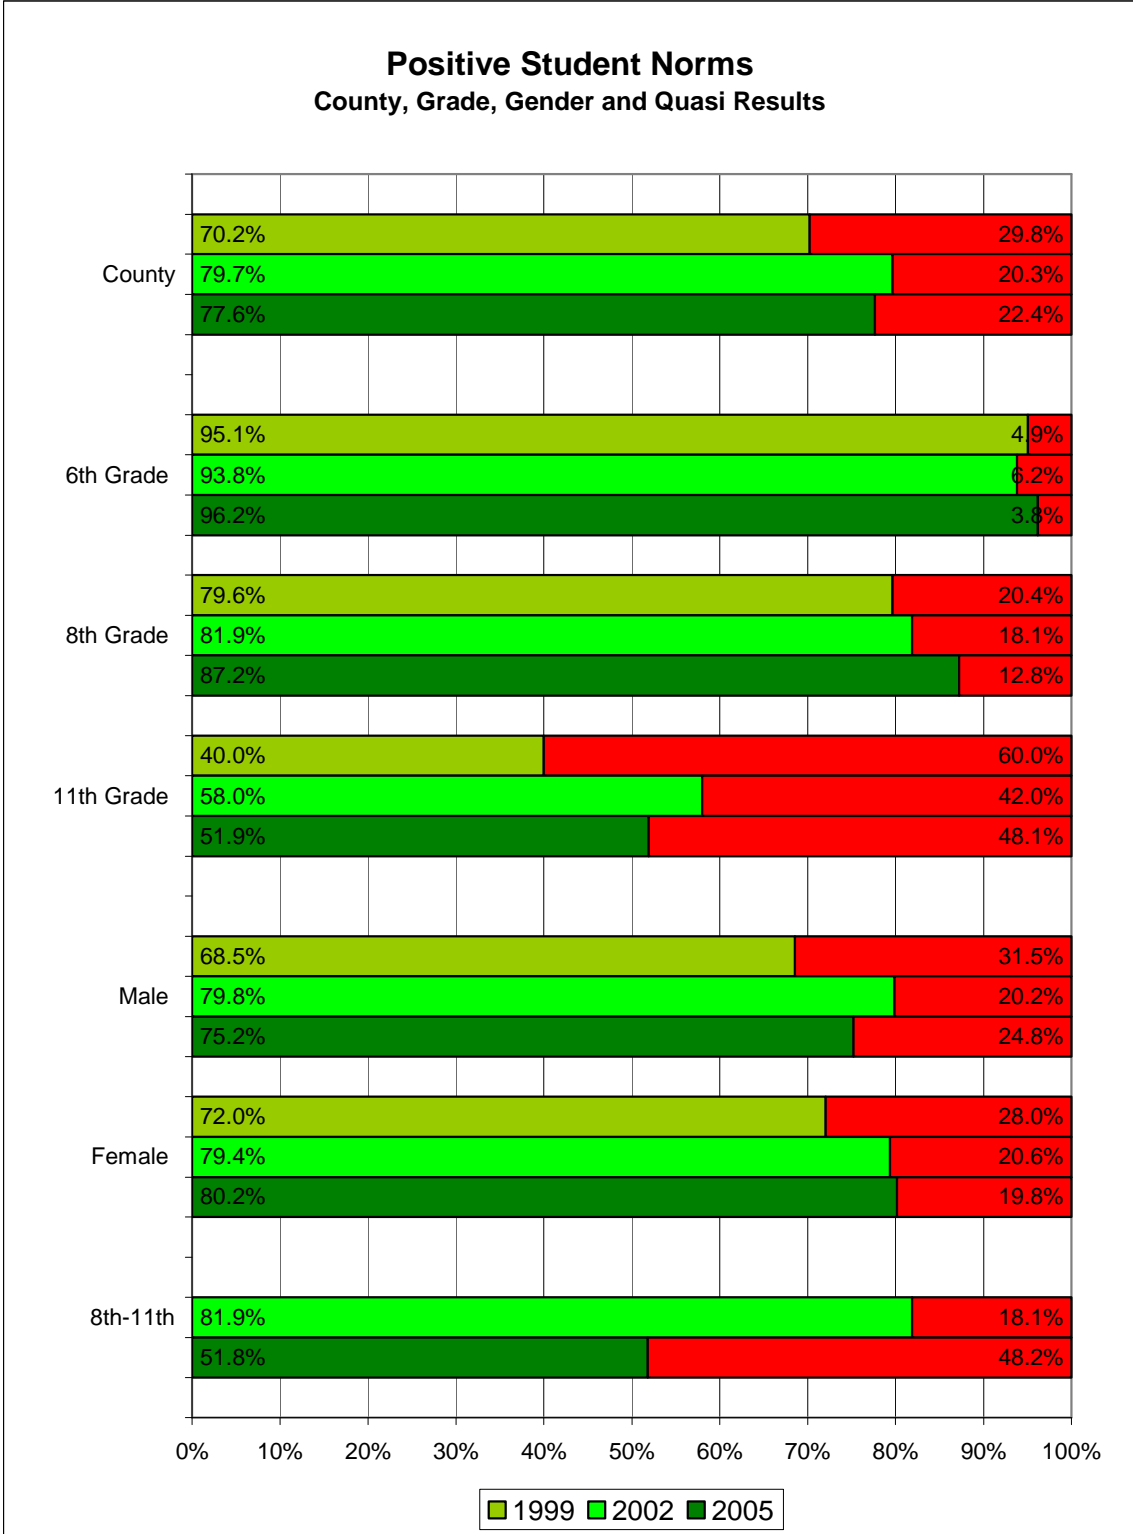 Positive Student Norms
County, Grade, Gender and Quasi Results
70.2% 29.8%
County 79.7% 20.3%
77.6% 22.4%
95.1% 4.9%
6th Grade 93.8% 6.2%
96.2% 3.8%
79.6% 20.4%
8th Grade 81.9% 18.1%
87.2% 12.8%
40.0% 60.0%
11th Grade 58.0% 42.0%
51.9% 48.1%
68.5% 31.5%
Male 79.8% 20.2%
75.2% 24.8%
72.0% 28.0%
Female 79.4% 20.6%
80.2% 19.8%
8th-11th 81.9% 18.1%
51.8% 48.2%
0% 10% 20% 30% 40% 50% 60% 70% 80% 90% 100%
1999 2002 2005